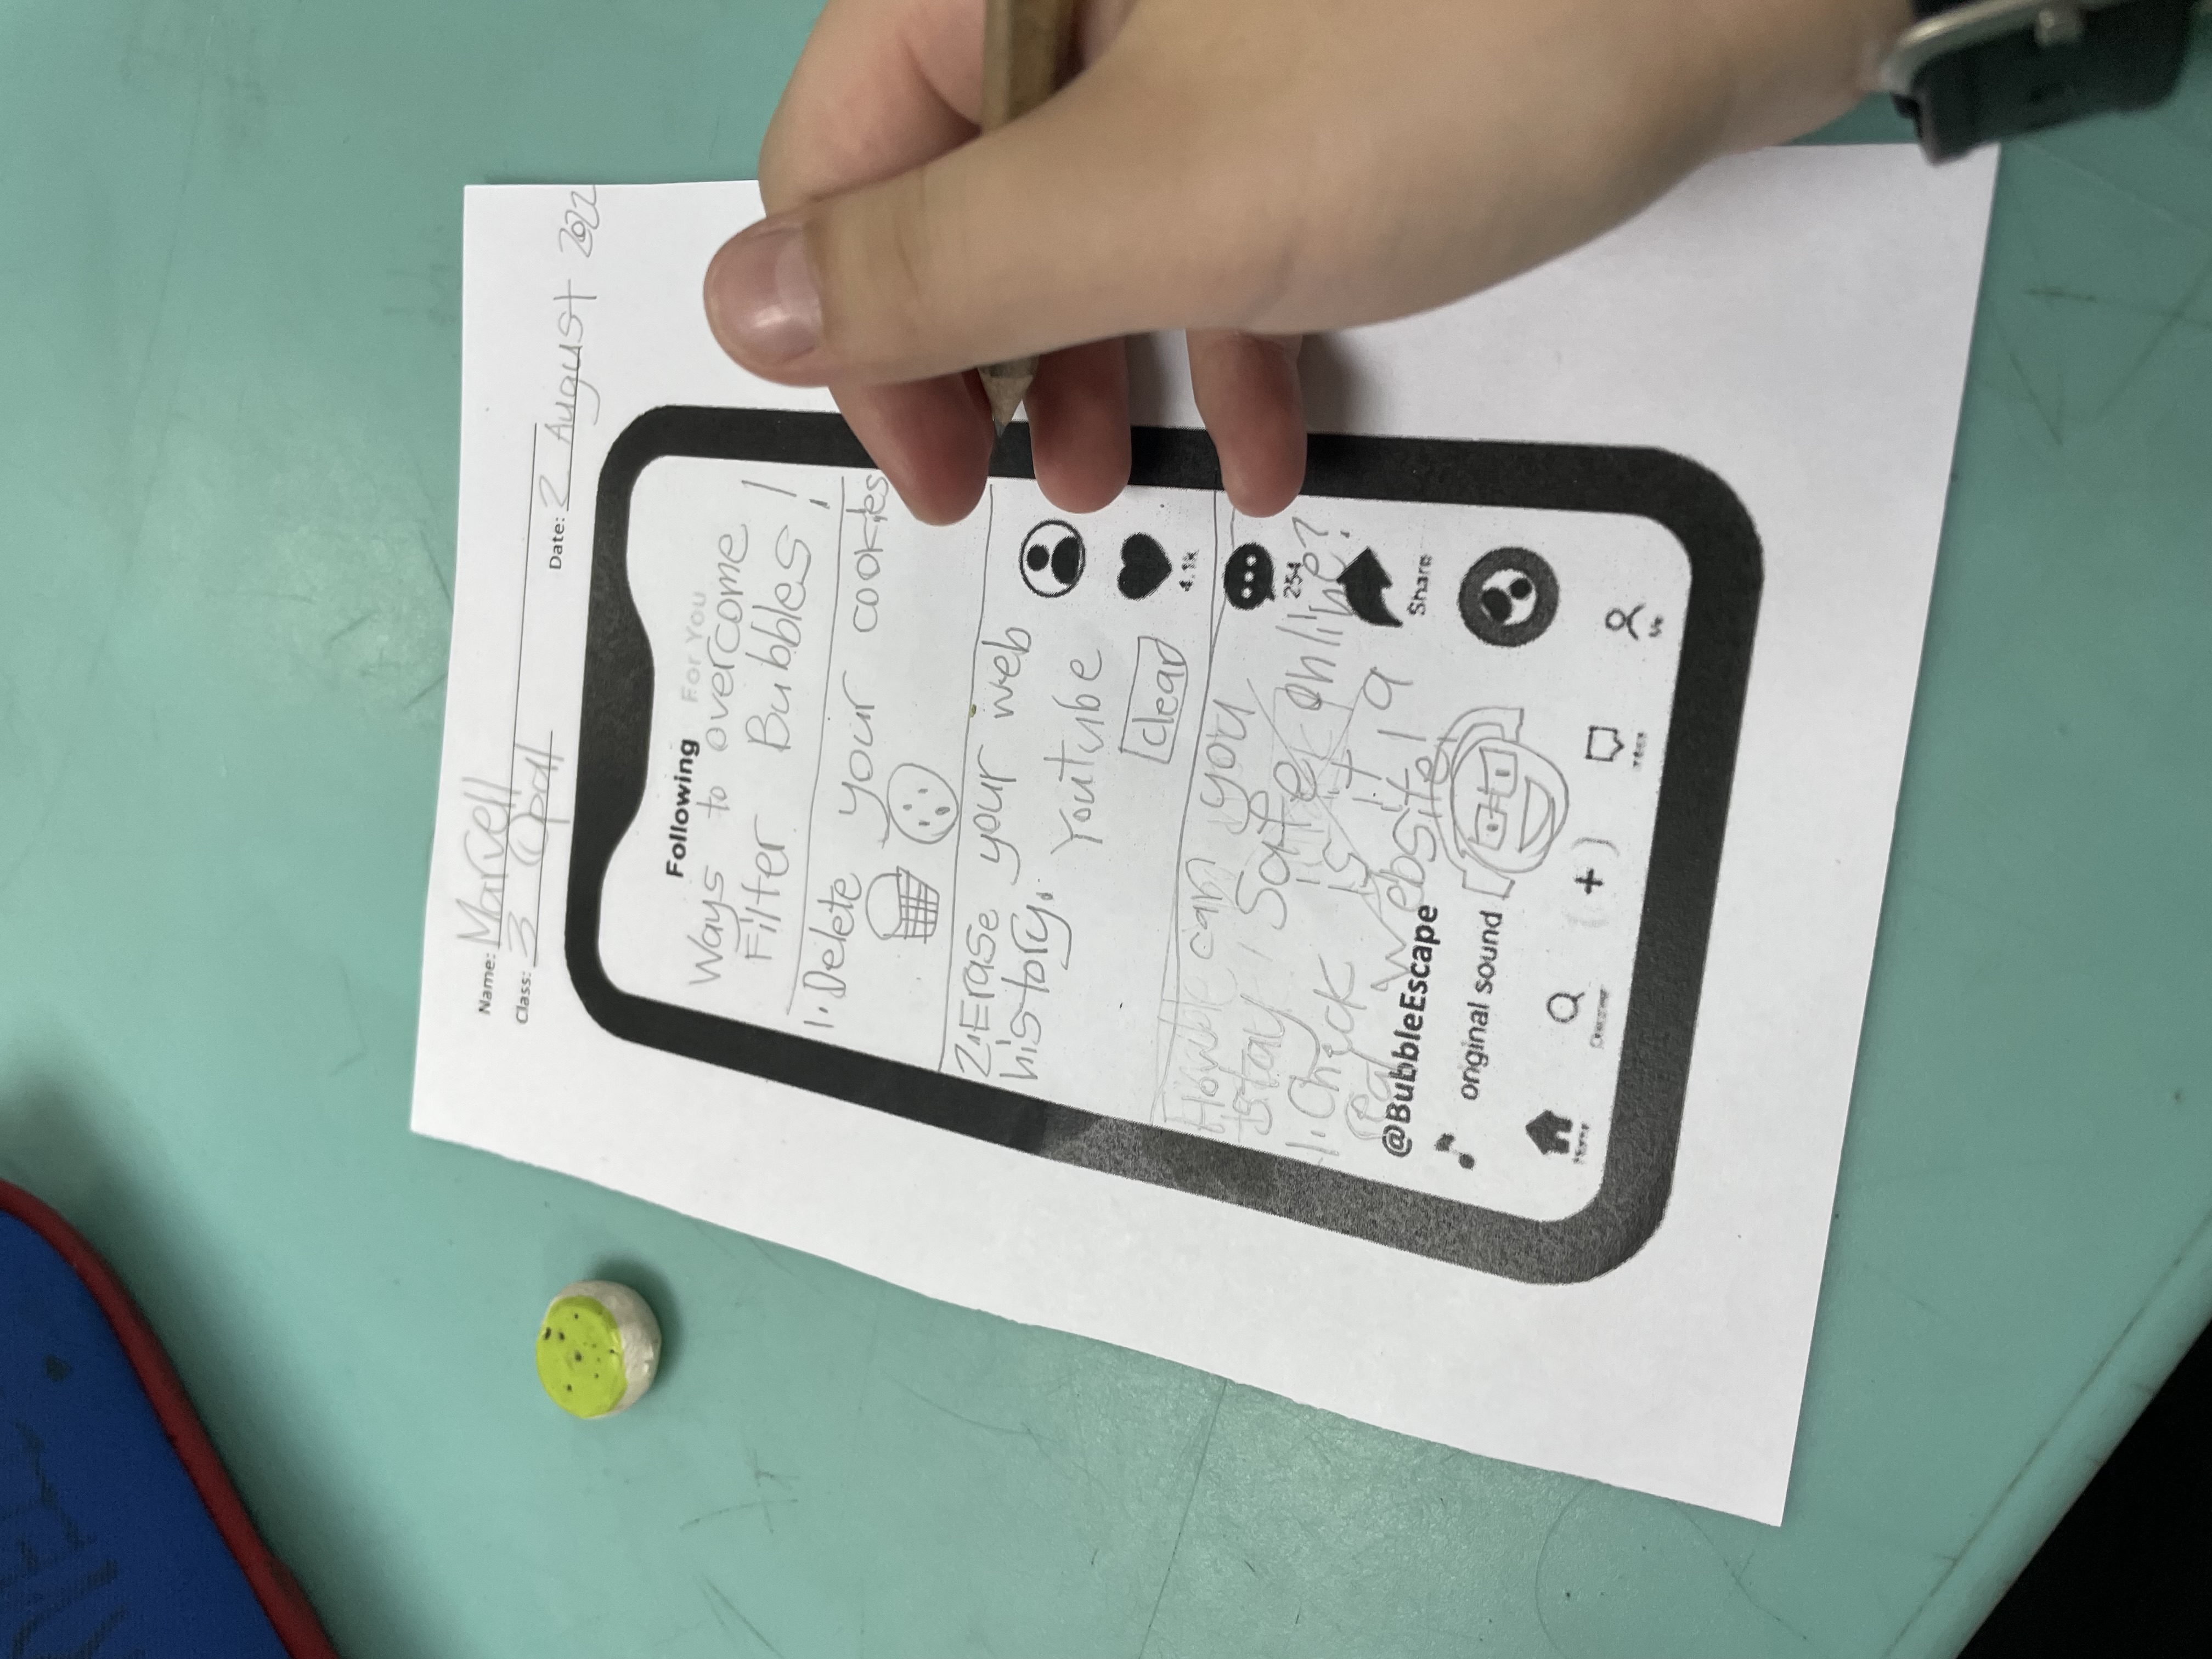 Name: Marvell
Class: 3 Opal
Date: 2 August 2022
Following For You
Ways to overcome
Filter Bubbles!
1. Delete your cookies
2. Erase your web
history.
Youtube
clear
4.1k
How can you
stay safe online?
254
1. Check is it a
real website!
Share
@BubbleEscape
original sound
Home
Discover
Me